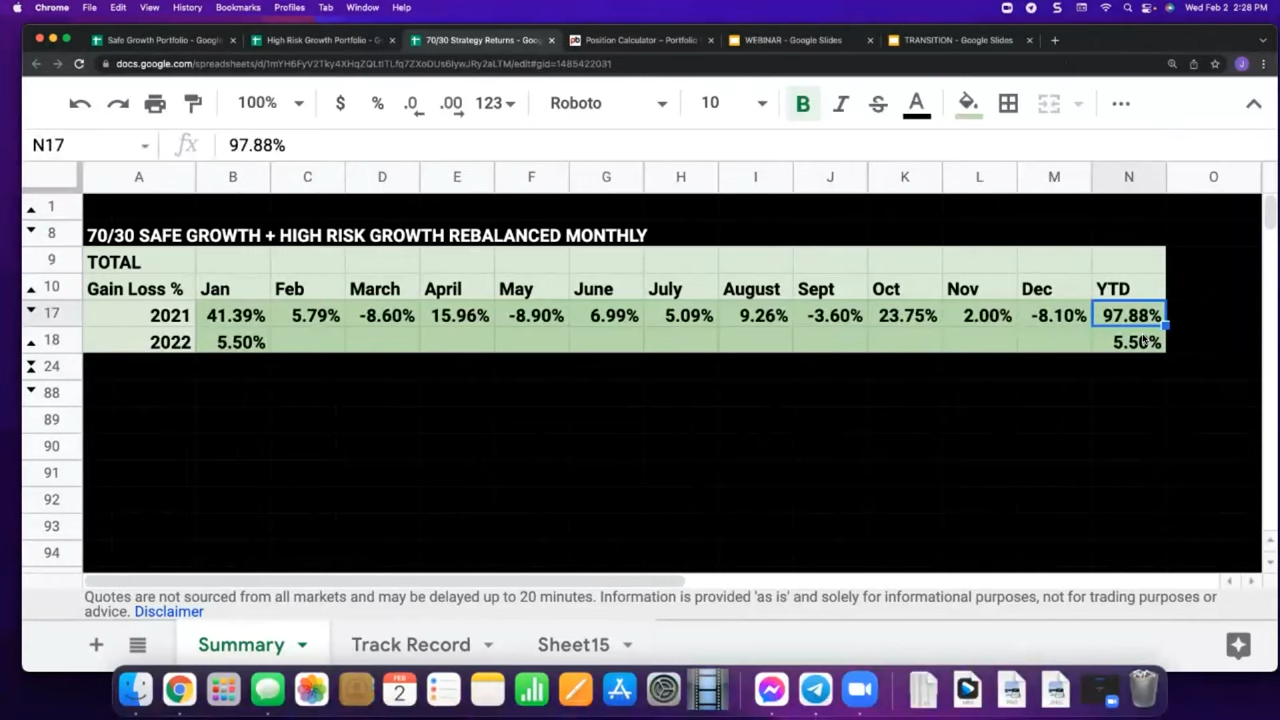 Chrome File Edit View History Bookmarks Profiles Tab Window Help Wed Feb 2 2:28 PM
Safe Growth Portfolio - Google High Risk Growth Portfolio - G 70/30 Strategy Returns - Goo Position Calculator – Portfolio WEBINAR - Google Slides TRANSITION - Google Slides
100% $ % .0 .00 123 Roboto 10 B I S A
N17 fx 97.88%
A B C D E F G H I J K L M N O
1
8 70/30 SAFE GROWTH + HIGH RISK GROWTH REBALANCED MONTHLY
9 TOTAL
10 Gain Loss % Jan Feb March April May June July August Sept Oct Nov Dec YTD
17 2021 41.39% 5.79% -8.60% 15.96% -8.90% 6.99% 5.09% 9.26% -3.60% 23.75% 2.00% -8.10% 97.88%
18 2022 5.50% 5.50%
24
88
89
90
91
92
93
94
Quotes are not sourced from all markets and may be delayed up to 20 minutes. Information is provided 'as is' and solely for informational purposes, not for trading purposes or
advice. Disclaimer
Summary Track Record Sheet15
FEB
2